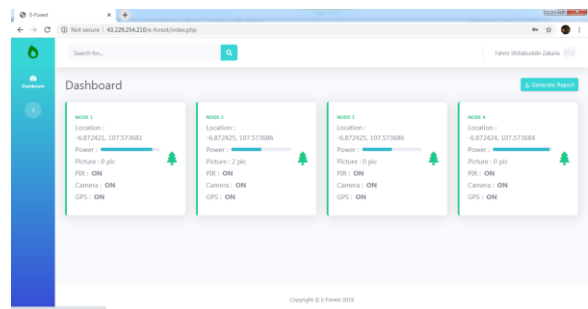 E-Forest
Not secure | 43.229.254.210/e-forest/index.php
Search for...
Fahmi Shihabuddin Zakaria
Dashboard
Dashboard
Generate Report
NODE 1
Location :
-6.872421, 107.573681
Power :
Picture : 0 pic
PIR : ON
Camera : ON
GPS : ON
NODE 2
Location :
-6.872425, 107.573686
Power :
Picture : 2 pic
PIR : ON
Camera : ON
GPS : ON
NODE 3
Location :
-6.872425, 107.573686
Power :
Picture : 0 pic
PIR : ON
Camera : ON
GPS : ON
NODE 4
Location :
-6.872424, 107.573684
Power :
Picture : 0 pic
PIR : ON
Camera : ON
GPS : ON
Copyright © E-Forest 2019